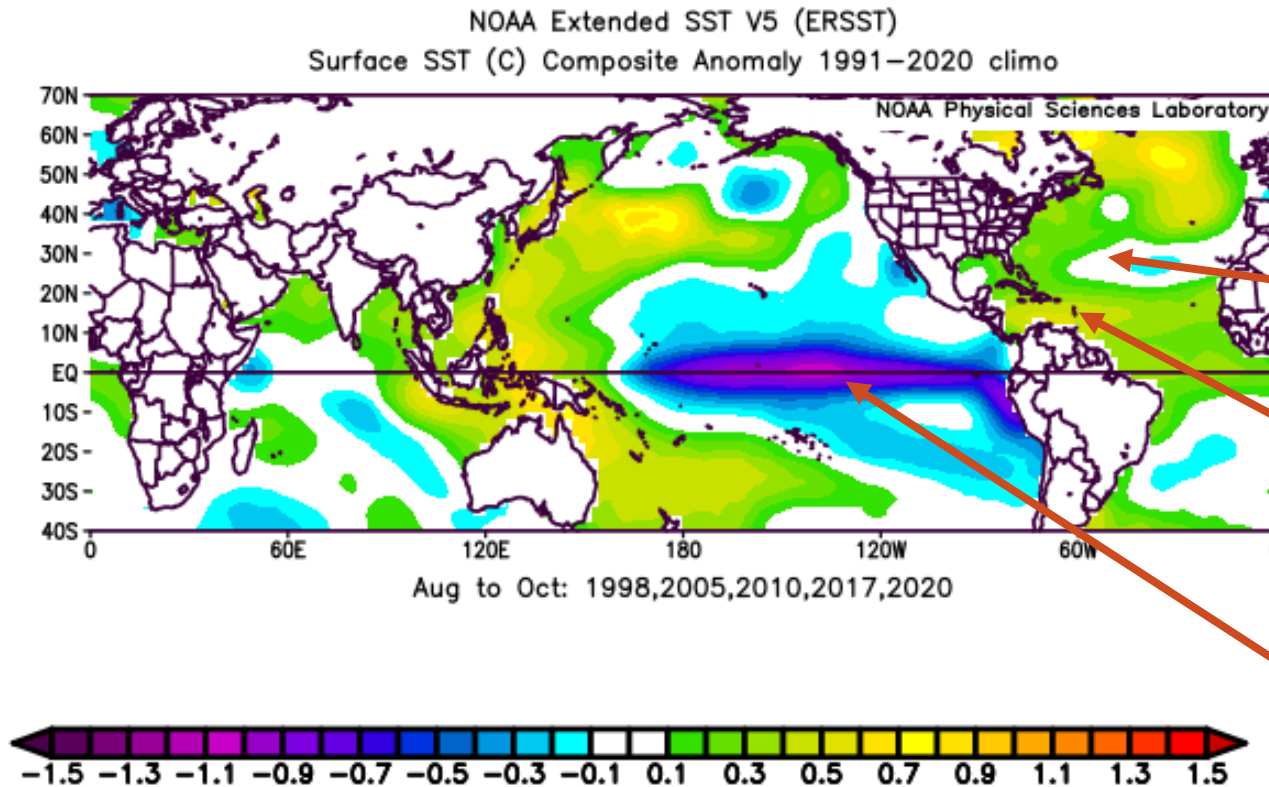 NOAA Extended SST V5 (ERSST)
Surface SST (C) Composite Anomaly 1991-2020 climo
NOAA Physical Sciences Laboratory
70N
60N
50N
40N
30N
20N
10N
EQ
10S
20S
30S
40S
0 60E 120E 180 120W 60W
Aug to Oct: 1998,2005,2010,2017,2020
-1.5 -1.3 -1.1 -0.9 -0.7 -0.5 -0.3 -0.1 0.1 0.3 0.5 0.7 0.9 1.1 1.3 1.5